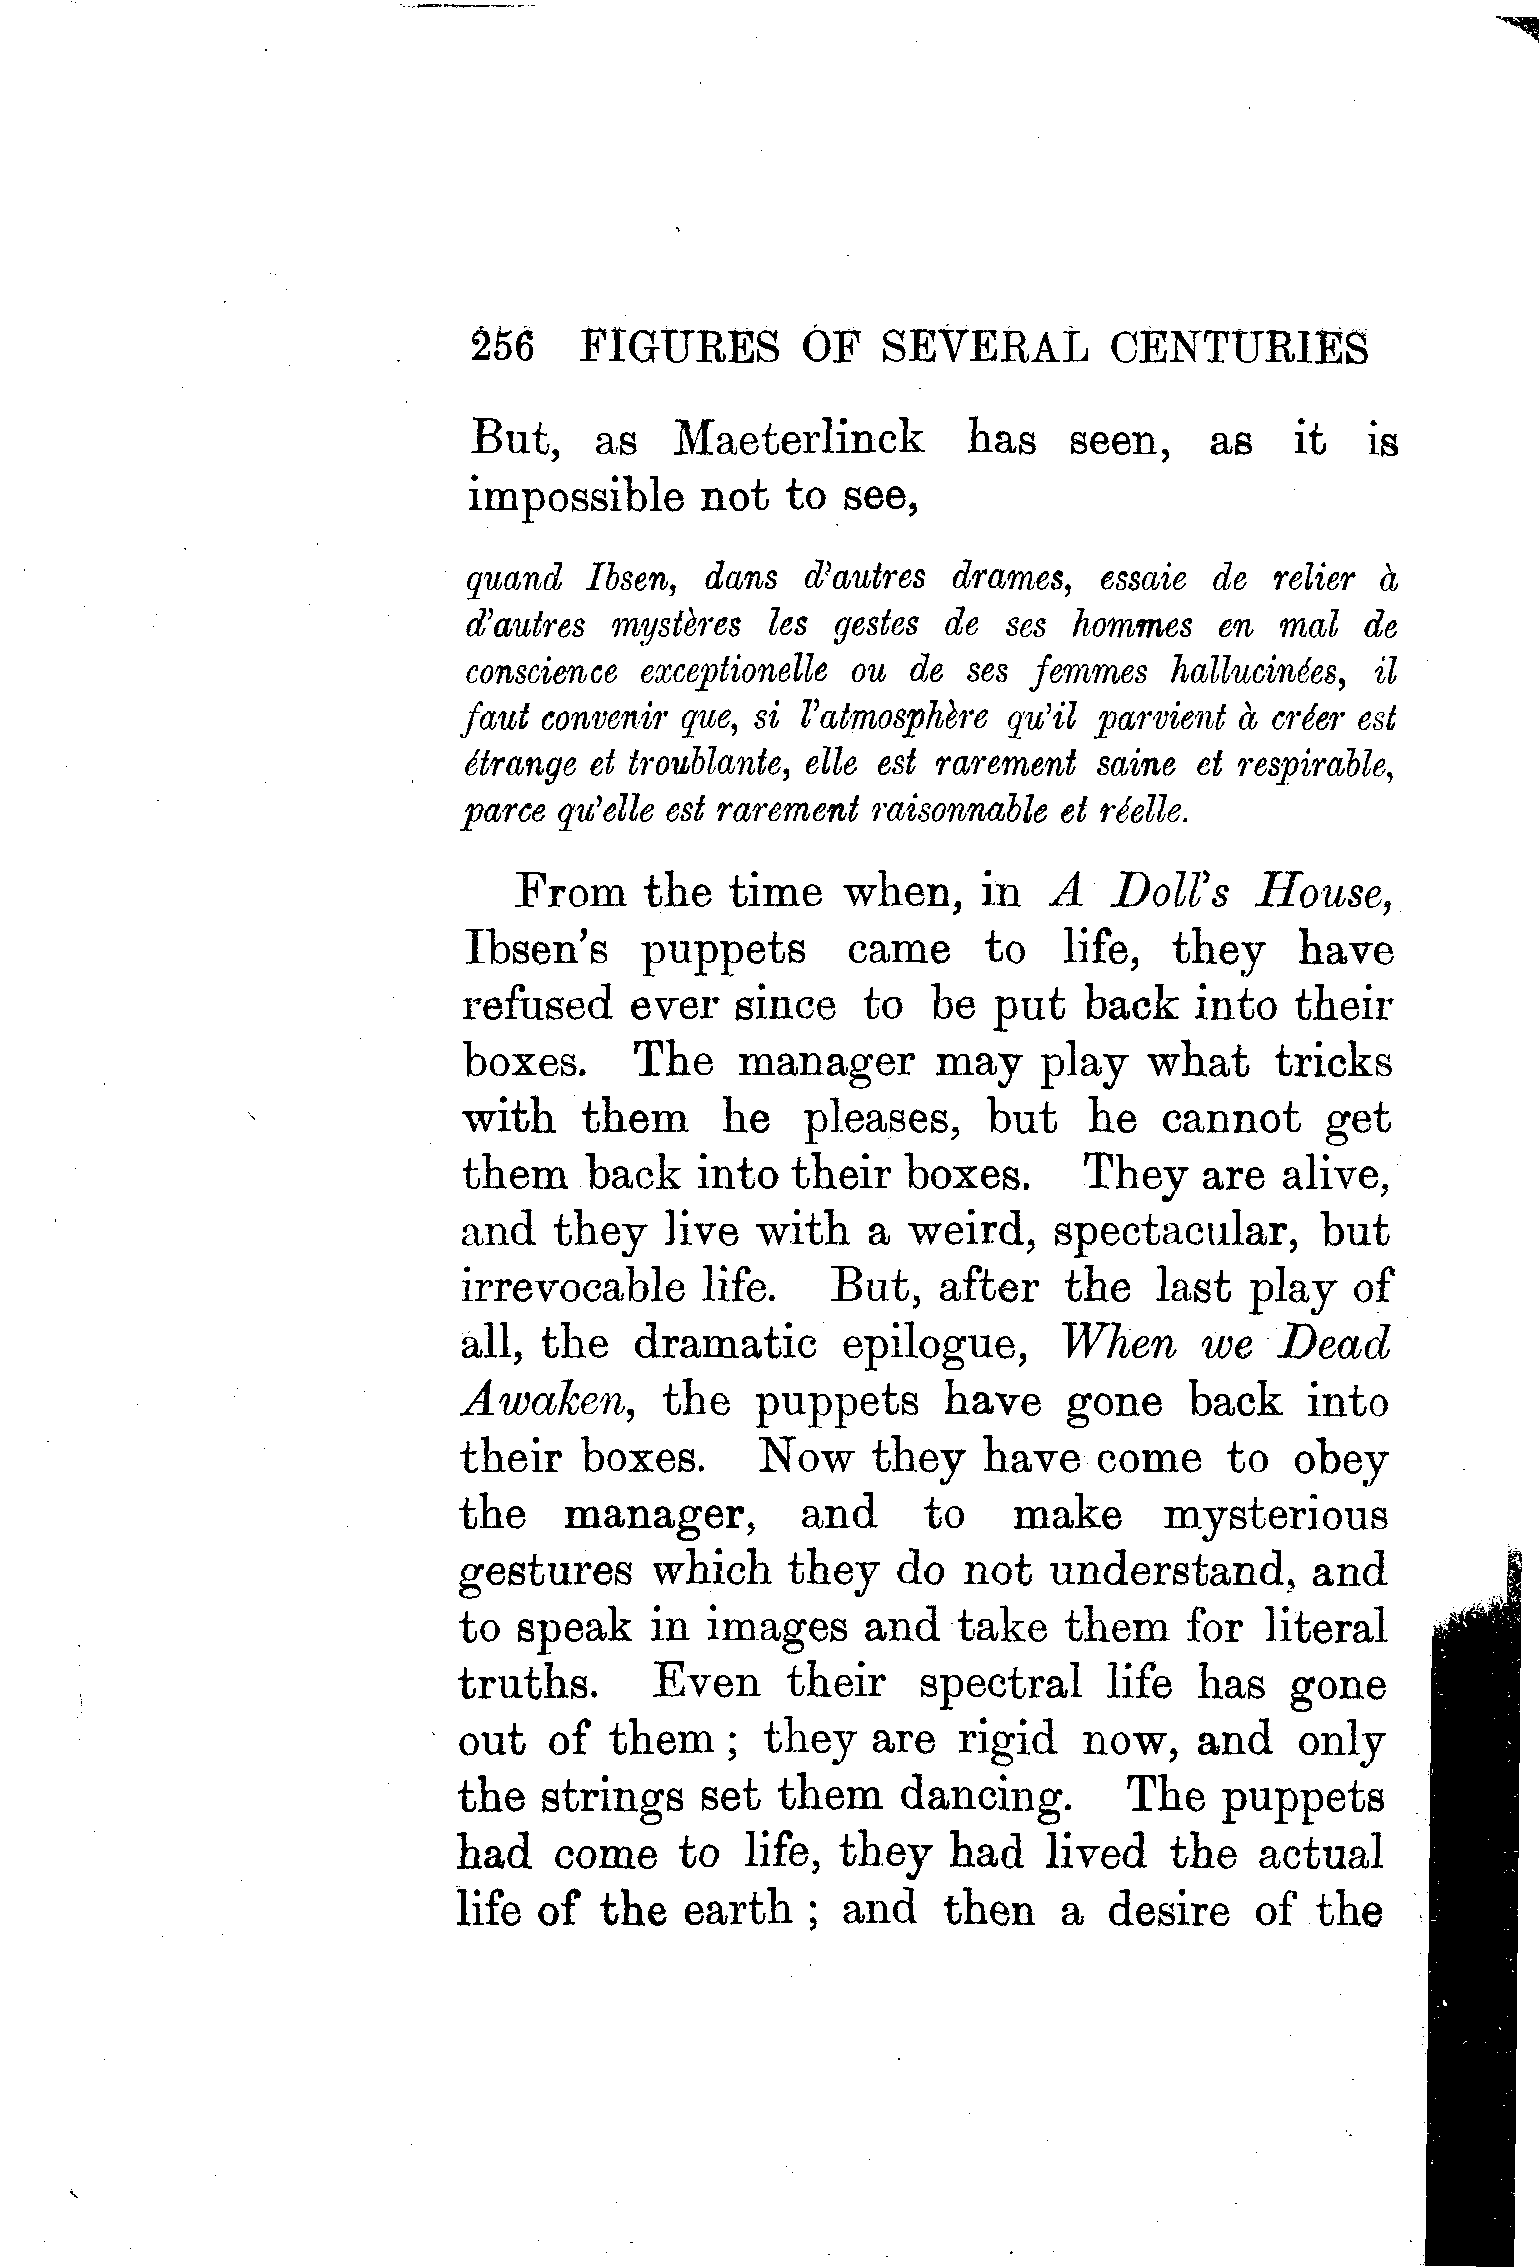 256 FIGURES OF SEVERAL CENTURIES
But, as Maeterlinck has seen, as it is
impossible not to see,
quand Ibsen, dans d'autres drames, essaie de relier à
d'autres mystères les gestes de ses hommes en mal de
conscience exceptionelle ou de ses femmes hallucinées, il
faut convenir que, si l'atmosphère qu'il parvient à créer est
étrange et troublante, elle est rarement saine et respirable,
parce qu'elle est rarement raisonnable et réelle.
From the time when, in A Doll's House,
Ibsen's puppets came to life, they have
refused ever since to be put back into their
boxes. The manager may play what tricks
with them he pleases, but he cannot get
them back into their boxes. They are alive,
and they live with a weird, spectacular, but
irrevocable life. But, after the last play of
all, the dramatic epilogue, When we Dead
Awaken, the puppets have gone back into
their boxes. Now they have come to obey
the manager, and to make mysterious
gestures which they do not understand, and
to speak in images and take them for literal
truths. Even their spectral life has gone
out of them ; they are rigid now, and only
the strings set them dancing. The puppets
had come to life, they had lived the actual
life of the earth ; and then a desire of the